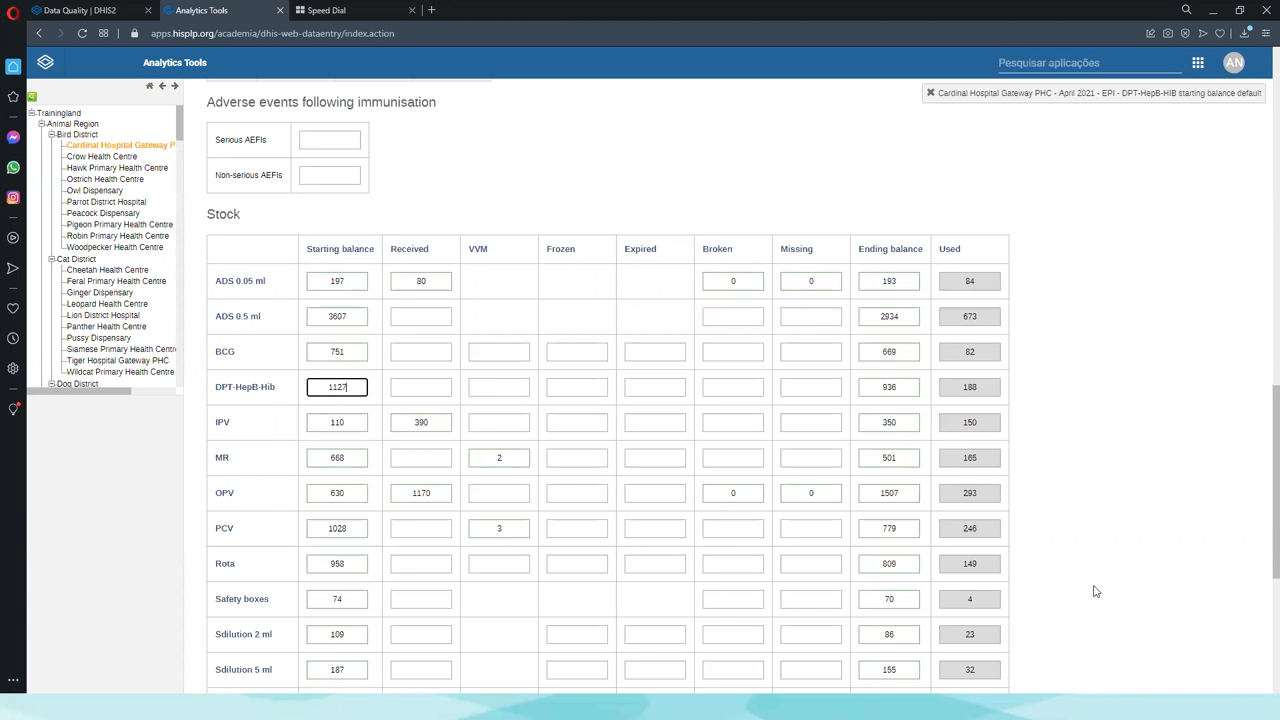 Data Quality | DHIS2
Analytics Tools
Speed Dial
apps.hisplp.org/academia/dhis-web-dataentry/index.action
Analytics Tools
Pesquisar aplicações
AN
Cardinal Hospital Gateway PHC - April 2021 - EPI - DPT-HepB-HIB starting balance default
Trainingland
Animal Region
Bird District
Cardinal Hospital Gateway P
Crow Health Centre
Hawk Primary Health Centre
Ostrich Health Centre
Owl Dispensary
Parrot District Hospital
Peacock Dispensary
Pigeon Primary Health Centre
Robin Primary Health Centre
Woodpecker Health Centre
Cat District
Cheetah Health Centre
Feral Primary Health Centre
Ginger Dispensary
Leopard Health Centre
Lion District Hospital
Panther Health Centre
Pussy Dispensary
Siamese Primary Health Centre
Tiger Hospital Gateway PHC
Wildcat Primary Health Centre
Dog District
Adverse events following immunisation
Serious AEFIs
Non-serious AEFIs
Stock
Starting balance Received VVM Frozen Expired Broken Missing Ending balance Used
ADS 0.05 ml 197 80 0 0 193 84
ADS 0.5 ml 3607 2934 673
BCG 751 669 82
DPT-HepB-Hib 1127 936 188
IPV 110 390 350 150
MR 668 2 501 165
OPV 630 1170 0 0 1507 293
PCV 1028 3 779 246
Rota 958 809 149
Safety boxes 74 70 4
Sdilution 2 ml 109 86 23
Sdilution 5 ml 187 155 32